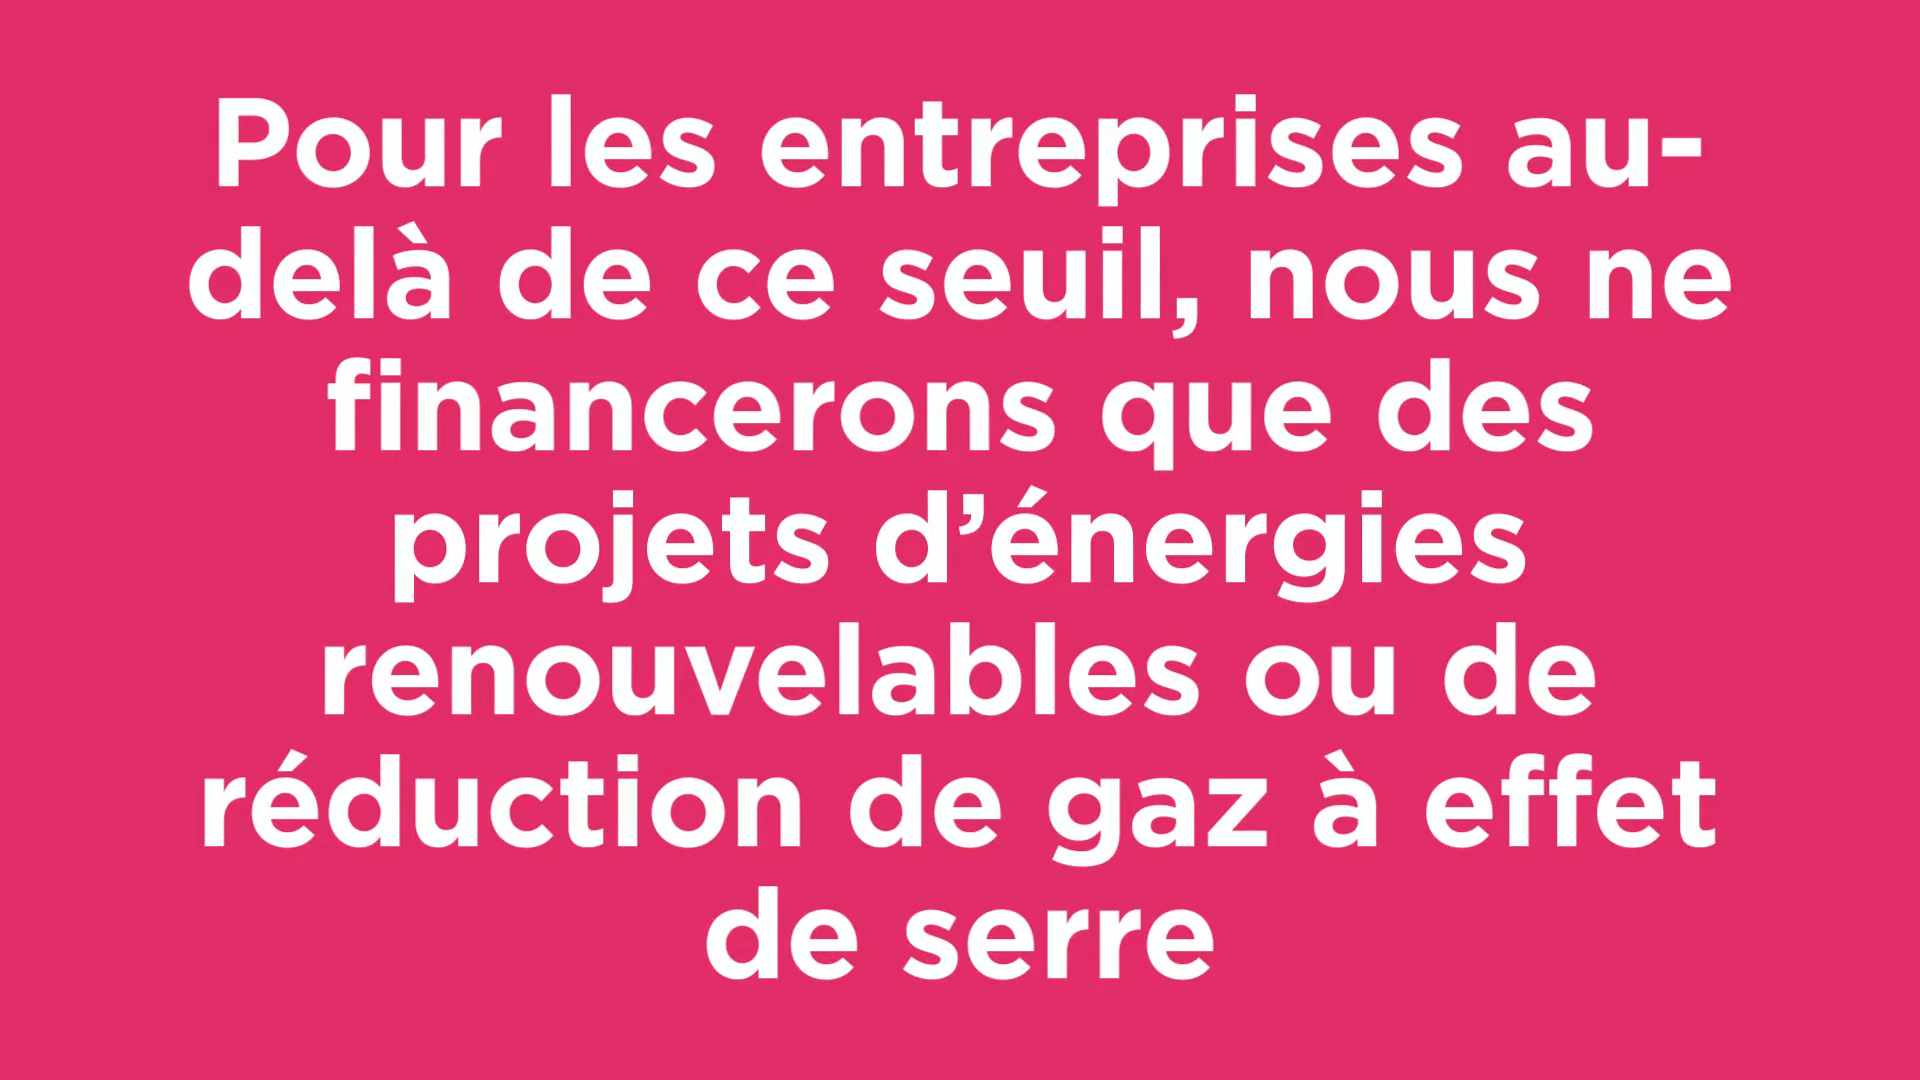 Pour les entreprises au-
delà de ce seuil, nous ne
financerons que des
projets d’énergies
renouvelables ou de
réduction de gaz à effet
de serre